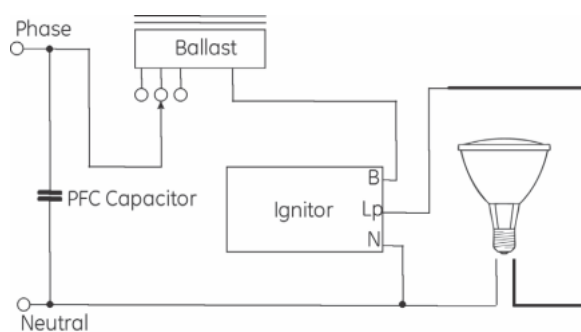 Phase
Ballast
B
PFC Capacitor
Ignitor
Lp
N
Neutral